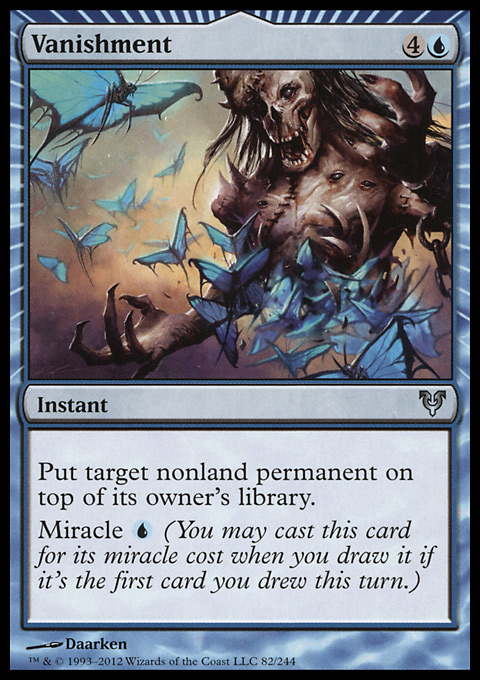 Vanishment 4
Instant
Put target nonland permanent on
top of its owner's library.
Miracle (You may cast this card
for its miracle cost when you draw it if
it's the first card you drew this turn.)
Daarken
™ & © 1993–2012 Wizards of the Coast LLC 82/244